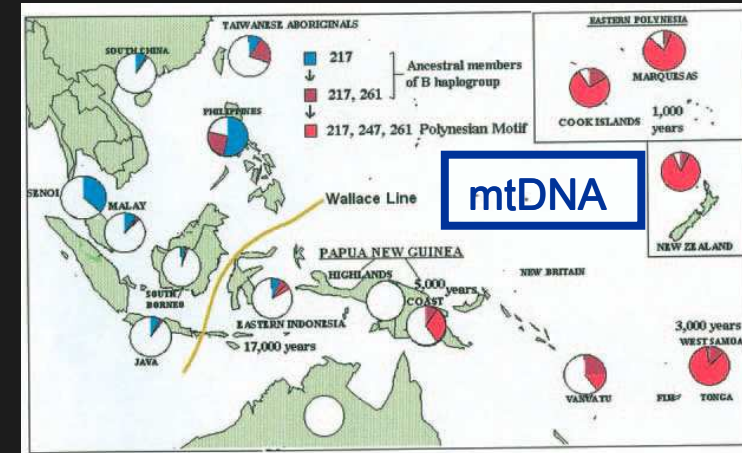 TAIWANESE ABORIGINALS
SOUTH CHINA
217
217, 261
217, 247, 261 Polynesian Motif
Ancestral members
of B haplogroup
EASTERN POLYNESIA
MARQUESAS
COOK ISLANDS
1,000
years
PHILIPPINES
SENOI
MALAY
Wallace Line
mtDNA
NEW ZEALAND
PAPUA NEW GUINEA
HIGHLANDS
5,000
years
COAST
NEW BRITAIN
SOUTH
BORNEO
EASTERN INDONESIA
17,000 years
JAVA
3,000 years
WEST SAMOA
VANUATU
FIJI
TONGA